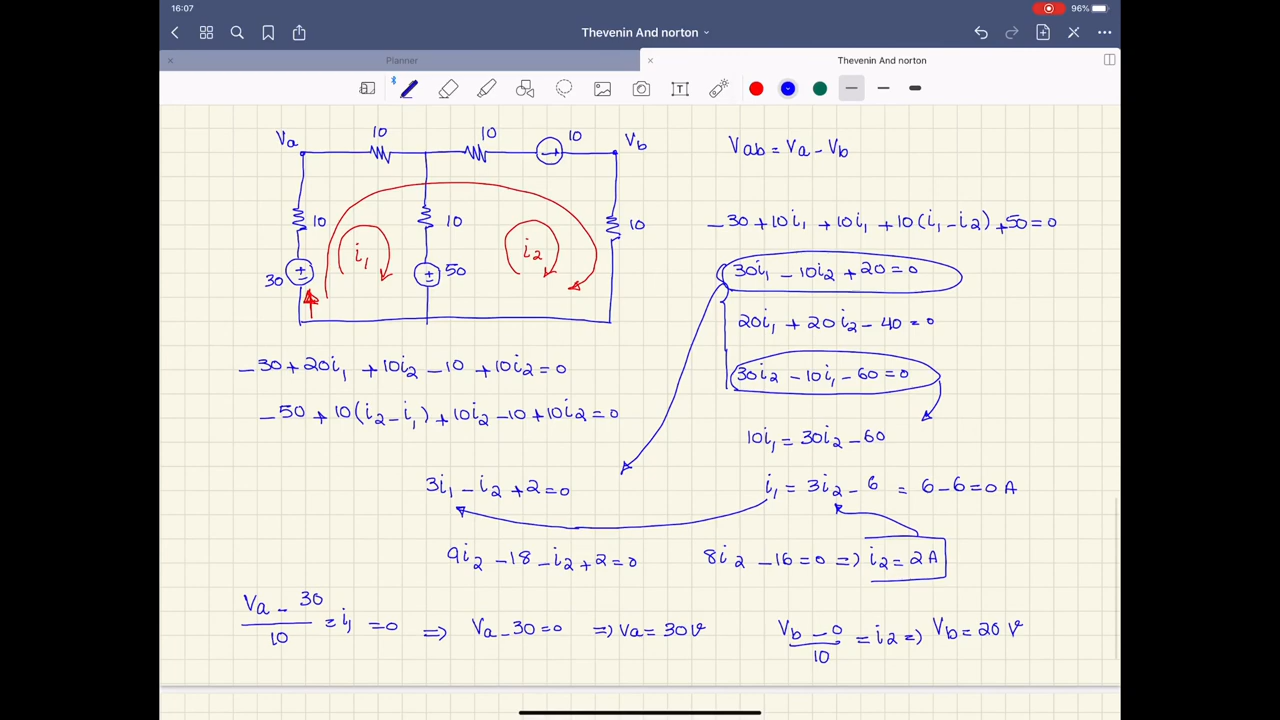 16:07
96%
Thevenin And norton
Planner
Thevenin And norton
Va
10
10
10
Vb
10
10
10
30
50
i₁
i₂
Vab = Va - Vb
-30 + 10i₁ + 10i₁ + 10(i₁ - i₂) + 50 = 0
30i₁ - 10i₂ + 20 = 0
20i₁ + 20i₂ - 40 = 0
30i₂ - 10i₁ - 60 = 0
-30 + 20i₁ + 10i₂ - 10 + 10i₂ = 0
-50 + 10(i₂ - i₁) + 10i₂ - 10 + 10i₂ = 0
10i₁ = 30i₂ - 60
3i₁ - i₂ + 2 = 0
i₁ = 3i₂ - 6 = 6 - 6 = 0 A
9i₂ - 18 - i₂ + 2 = 0
8i₂ - 16 = 0 => i₂ = 2 A
Va - 30 / 10 = i₁ = 0 => Va - 30 = 0 => Va = 30 V
Vb - 0 / 10 = i₂ => Vb = 20 V